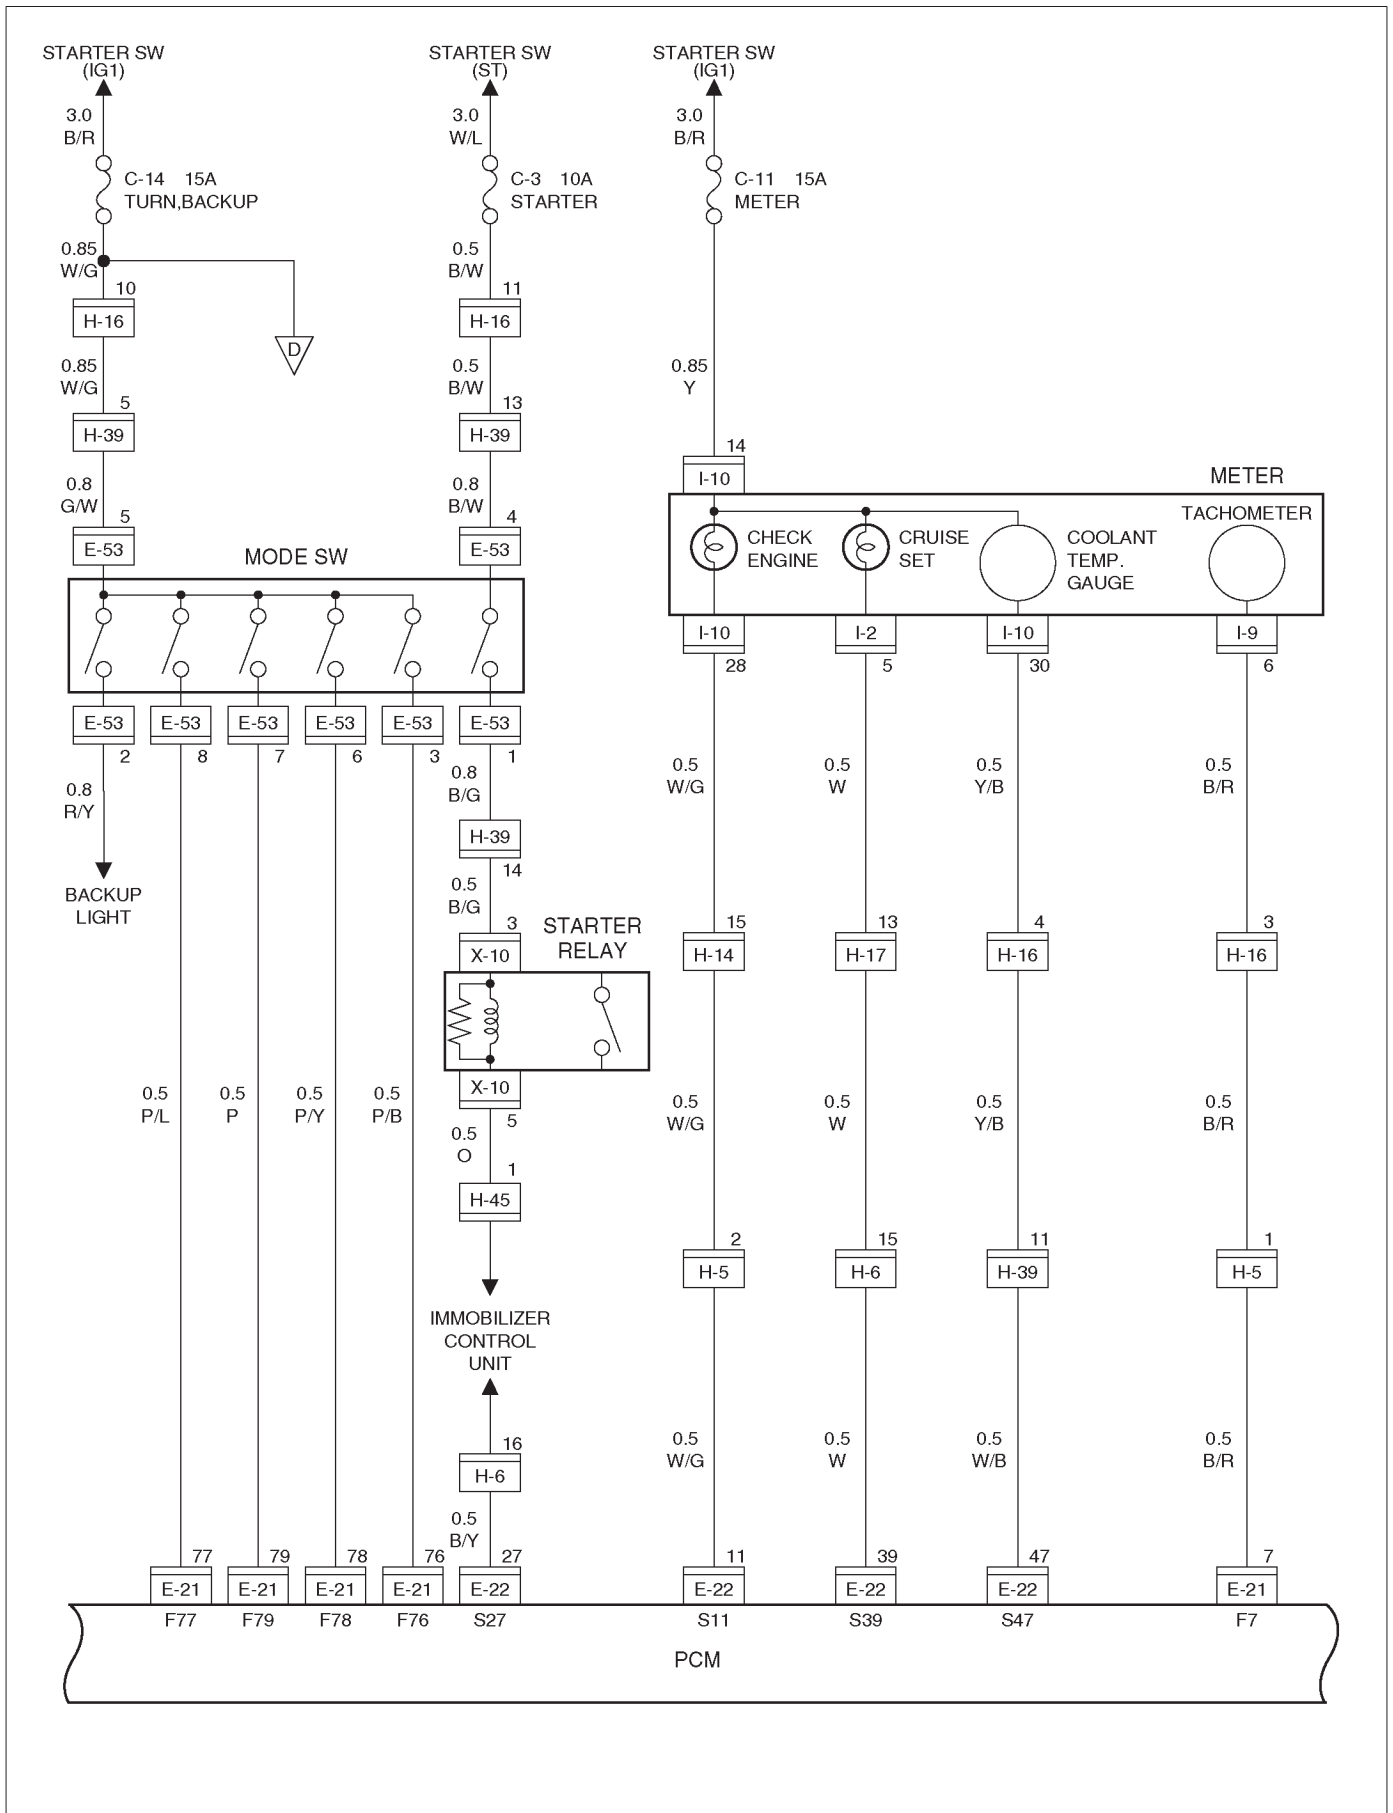 STARTER SW
(IG1)
STARTER SW
(ST)
STARTER SW
(IG1)
3.0
B/R
3.0
W/L
3.0
B/R
C-14 15A
TURN,BACKUP
C-3 10A
STARTER
C-11 15A
METER
0.85
W/G
0.5
B/W
10
H-16
11
H-16
D
0.85
W/G
0.5
B/W
0.85
Y
5
H-39
13
H-39
14
I-10
0.8
G/W
0.8
B/W
METER
5
E-53
4
E-53
MODE SW
CHECK
ENGINE
CRUISE
SET
COOLANT
TEMP.
GAUGE
TACHOMETER
I-10
28
I-2
5
I-10
30
I-9
6
E-53
2
E-53
8
E-53
7
E-53
6
E-53
3
E-53
1
0.8
R/Y
0.8
B/G
0.5
W/G
0.5
W
0.5
Y/B
0.5
B/R
H-39
14
BACKUP
LIGHT
0.5
B/G
3
X-10
STARTER
RELAY
15
H-14
13
H-17
4
H-16
3
H-16
X-10
5
0.5
P/L
0.5
P
0.5
P/Y
0.5
P/B
0.5
O
0.5
W/G
0.5
W
0.5
Y/B
0.5
B/R
1
H-45
2
H-5
15
H-6
11
H-39
1
H-5
IMMOBILIZER
CONTROL
UNIT
16
H-6
0.5
W/G
0.5
W
0.5
W/B
0.5
B/R
0.5
B/Y
77
E-21
79
E-21
78
E-21
76
E-21
27
E-22
11
E-22
39
E-22
47
E-22
7
E-21
F77
F79
F78
F76
S27
S11
S39
S47
F7
PCM